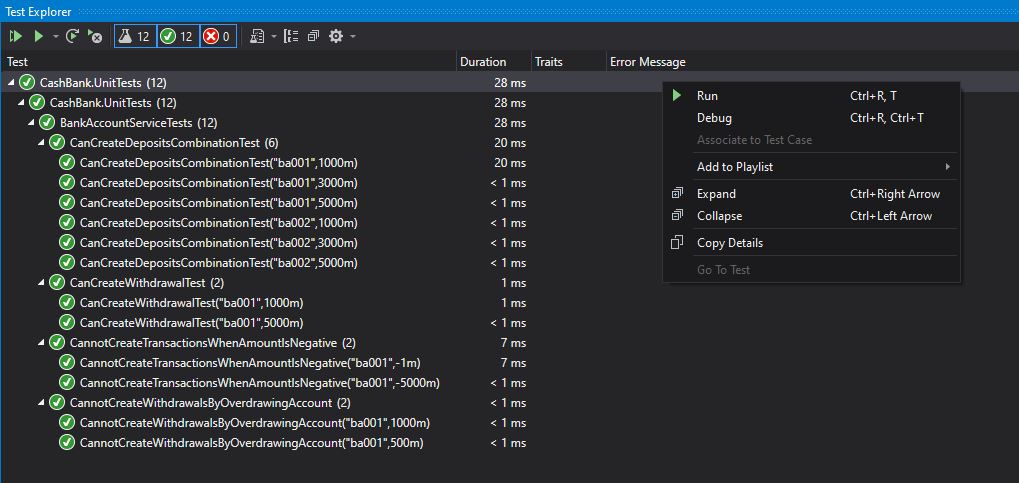 Test Explorer
12 12 0
Test Duration Traits Error Message
CashBank.UnitTests (12) 28 ms
CashBank.UnitTests (12) 28 ms
BankAccountServiceTests (12) 28 ms
CanCreateDepositsCombinationTest (6) 20 ms
CanCreateDepositsCombinationTest("ba001",1000m) 20 ms
CanCreateDepositsCombinationTest("ba001",3000m) < 1 ms
CanCreateDepositsCombinationTest("ba001",5000m) < 1 ms
CanCreateDepositsCombinationTest("ba002",1000m) < 1 ms
CanCreateDepositsCombinationTest("ba002",3000m) < 1 ms
CanCreateDepositsCombinationTest("ba002",5000m) < 1 ms
CanCreateWithdrawalTest (2) 1 ms
CanCreateWithdrawalTest("ba001",1000m) 1 ms
CanCreateWithdrawalTest("ba001",5000m) < 1 ms
CannotCreateTransactionsWhenAmountIsNegative (2) 7 ms
CannotCreateTransactionsWhenAmountIsNegative("ba001",-1m) 7 ms
CannotCreateTransactionsWhenAmountIsNegative("ba001",-5000m) < 1 ms
CannotCreateWithdrawalsByOverdrawingAccount (2) < 1 ms
CannotCreateWithdrawalsByOverdrawingAccount("ba001",1000m) < 1 ms
CannotCreateWithdrawalsByOverdrawingAccount("ba001",500m) < 1 ms
Run Ctrl+R, T
Debug Ctrl+R, Ctrl+T
Associate to Test Case
Add to Playlist
Expand Ctrl+Right Arrow
Collapse Ctrl+Left Arrow
Copy Details
Go To Test